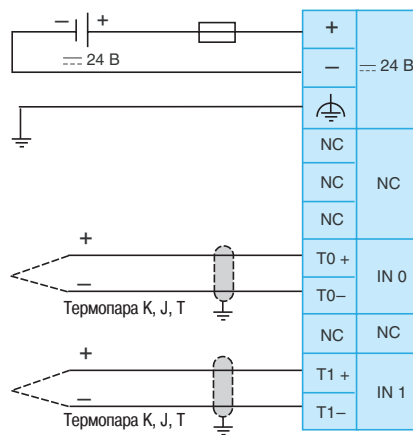 – +
+
⎓ 24 В
–
⎓ 24 В
NC
NC
NC
NC
+
T0 +
IN 0
–
T0–
Термопара K, J, T
NC
NC
+
T1 +
IN 1
–
T1–
Термопара K, J, T